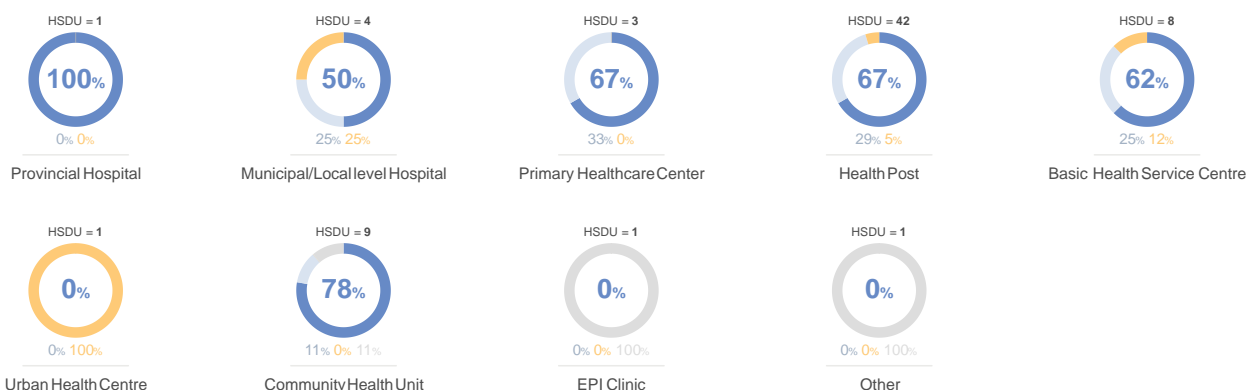 HSDU = 1
100%
0% 0%
Provincial Hospital
HSDU = 4
50%
25% 25%
Municipal/Local level Hospital
HSDU = 3
67%
33% 0%
Primary Healthcare Center
HSDU = 42
67%
29% 5%
Health Post
HSDU = 8
62%
25% 12%
Basic Health Service Centre
HSDU = 1
0%
0% 100%
Urban Health Centre
HSDU = 9
78%
11% 0% 11%
Community Health Unit
HSDU = 1
0%
0% 0% 100%
EPI Clinic
HSDU = 1
0%
0% 0% 100%
Other